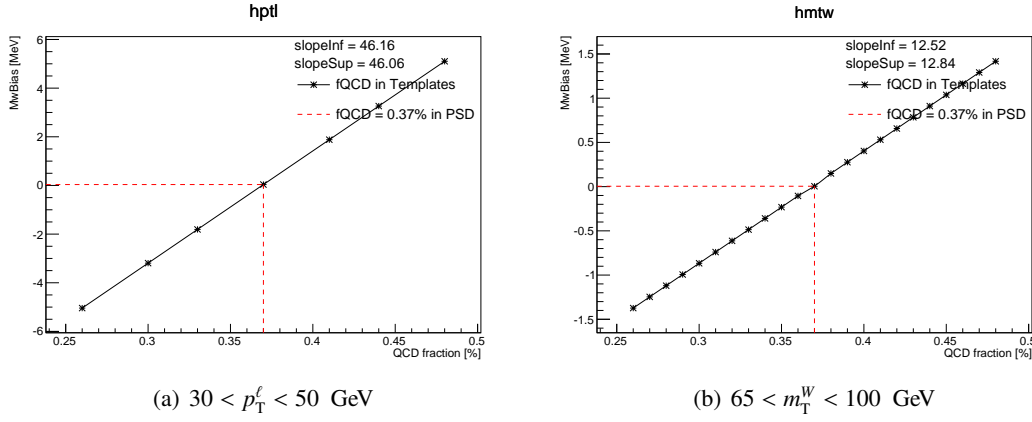 hptl
MwBias [MeV]
6
4
2
0
-2
-4
-6
slopeInf = 46.16
slopeSup = 46.06
fQCD in Templates
fQCD = 0.37% in PSD
0.25 0.3 0.35 0.4 0.45 0.5
QCD fraction [%]
(a) 30 < p_T^ℓ < 50 GeV
hmtw
MwBias [MeV]
1.5
1
0.5
0
-0.5
-1
-1.5
slopeInf = 12.52
slopeSup = 12.84
fQCD in Templates
fQCD = 0.37% in PSD
0.25 0.3 0.35 0.4 0.45 0.5
QCD fraction [%]
(b) 65 < m_T^W < 100 GeV